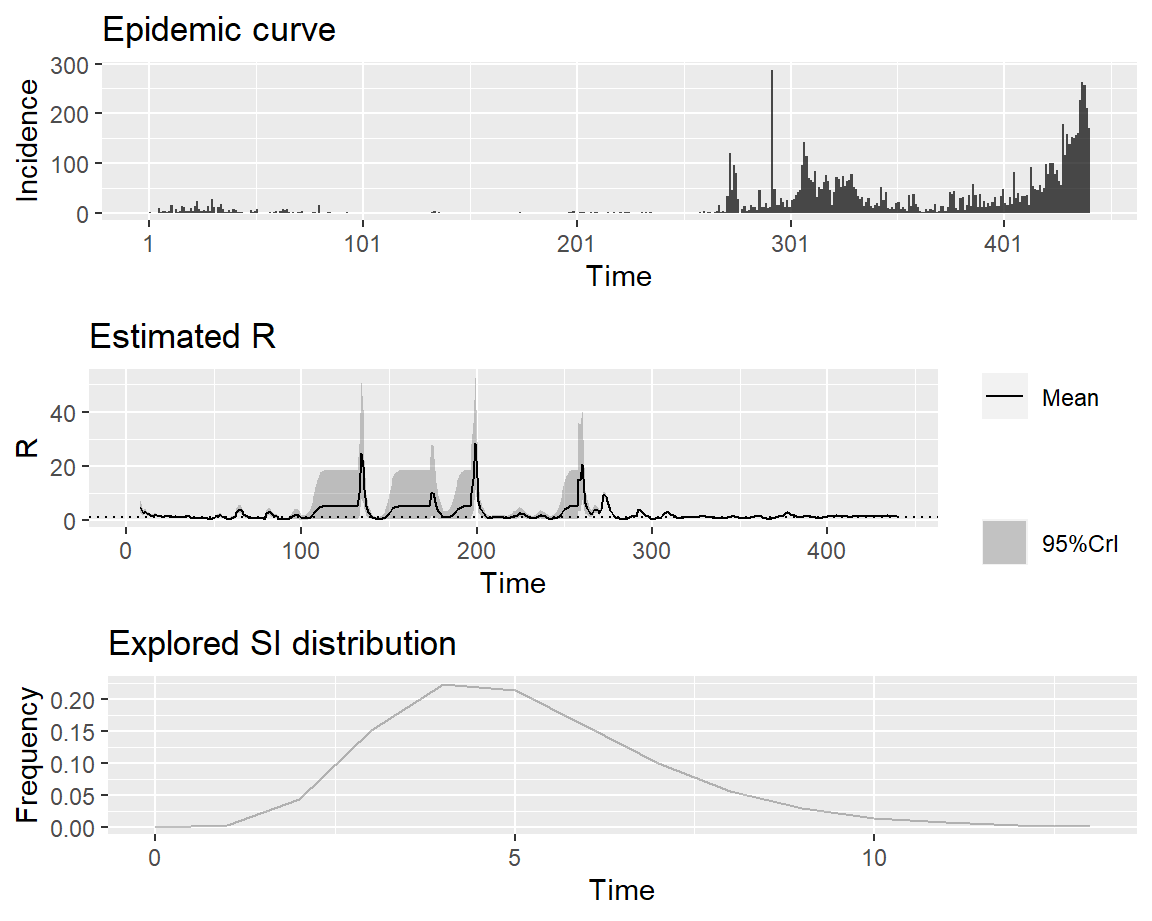 Epidemic curve
300
200
100
0
Incidence
1
101
201
301
401
Time
Estimated R
40
20
0
R
0
100
200
300
400
Time
Mean
95%CrI
Explored SI distribution
0.20
0.15
0.10
0.05
0.00
Frequency
0
5
10
Time